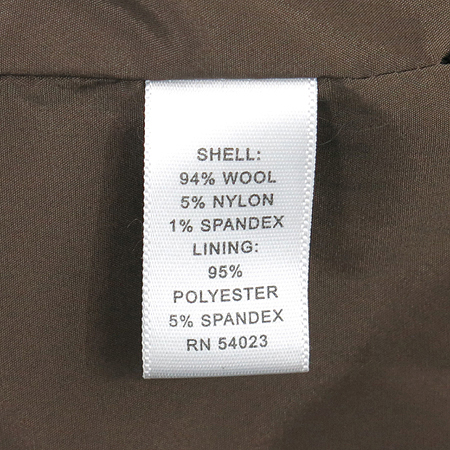 SHELL:
94% WOOL
5% NYLON
1% SPANDEX
LINING:
95%
POLYESTER
5% SPANDEX
RN 54023